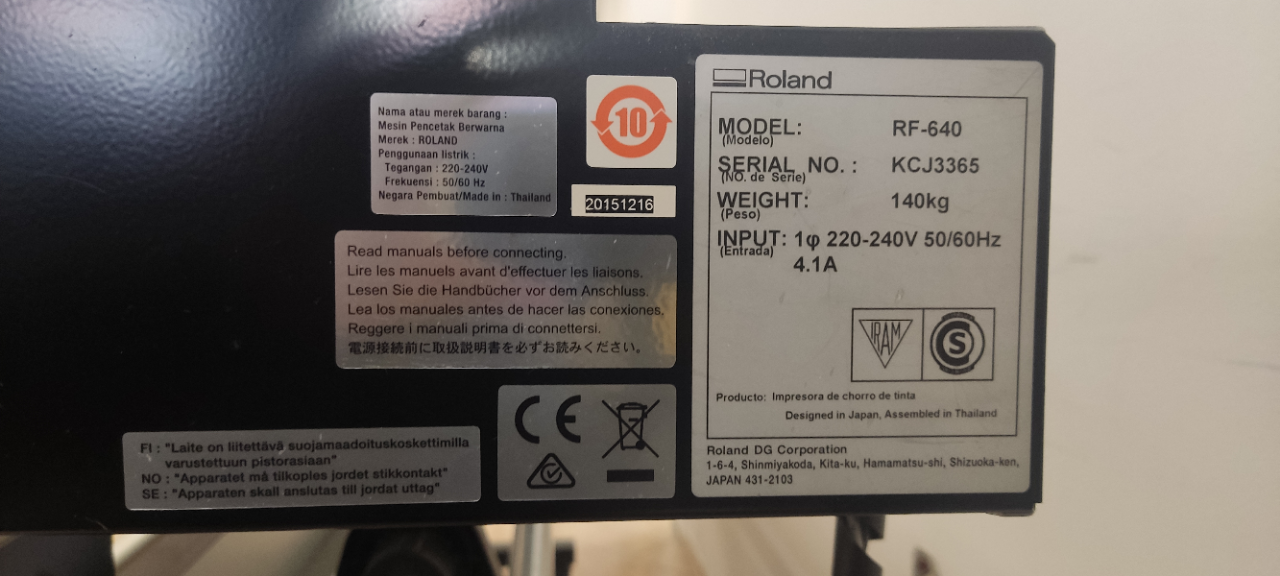 Nama atau merek barang :
Mesin Pencetak Berwarna
Merek : ROLAND
Penggunaan listrik :
Tegangan : 220-240V
Frekuensi : 50/60 Hz
Negara Pembuat/Made in : Thailand
10
20151216
Read manuals before connecting.
Lire les manuels avant d'effectuer les liaisons.
Lesen Sie die Handbücher vor dem Anschluss.
Lea los manuales antes de hacer las conexiones.
Reggere i manuali prima di connettersi.
電源接続前に取扱説明書を必ずお読みください。
FI : "Laite on liitettävä suojamaadoituskoskettimilla
varustettuun pistorasiaan"
NO : "Apparatet må tilkoples jordet stikkontakt"
SE : "Apparaten skall anslutas till jordat uttag"
CE
Roland
MODEL: RF-640
(Modelo)
SERIAL NO. : KCJ3365
(NO. de Serie)
WEIGHT: 140kg
(Peso)
INPUT: 1φ 220-240V 50/60Hz
(Entrada)
4.1A
IRAM
S
Producto: Impresora de chorro de tinta
Designed in Japan, Assembled in Thailand
Roland DG Corporation
1-6-4, Shinmiyakoda, Kita-ku, Hamamatsu-shi, Shizuoka-ken,
JAPAN 431-2103